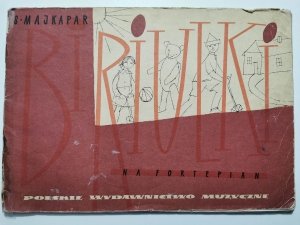 S. MAJKAPAR
BIRIULKI
NA FORTEPIAN
POLSKIE WYDAWNICTWO MUZYCZNE